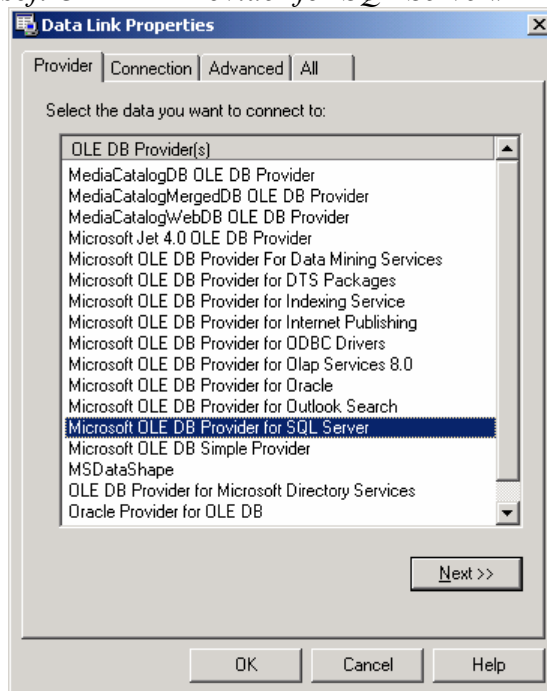 Data Link Properties
Provider Connection Advanced All
Select the data you want to connect to:
OLE DB Provider(s)
MediaCatalogDB OLE DB Provider
MediaCatalogMergedDB OLE DB Provider
MediaCatalogWebDB OLE DB Provider
Microsoft Jet 4.0 OLE DB Provider
Microsoft OLE DB Provider For Data Mining Services
Microsoft OLE DB Provider for DTS Packages
Microsoft OLE DB Provider for Indexing Service
Microsoft OLE DB Provider for Internet Publishing
Microsoft OLE DB Provider for ODBC Drivers
Microsoft OLE DB Provider for Olap Services 8.0
Microsoft OLE DB Provider for Oracle
Microsoft OLE DB Provider for Outlook Search
Microsoft OLE DB Provider for SQL Server
Microsoft OLE DB Simple Provider
MSDataShape
OLE DB Provider for Microsoft Directory Services
Oracle Provider for OLE DB
Next >>
OK Cancel Help